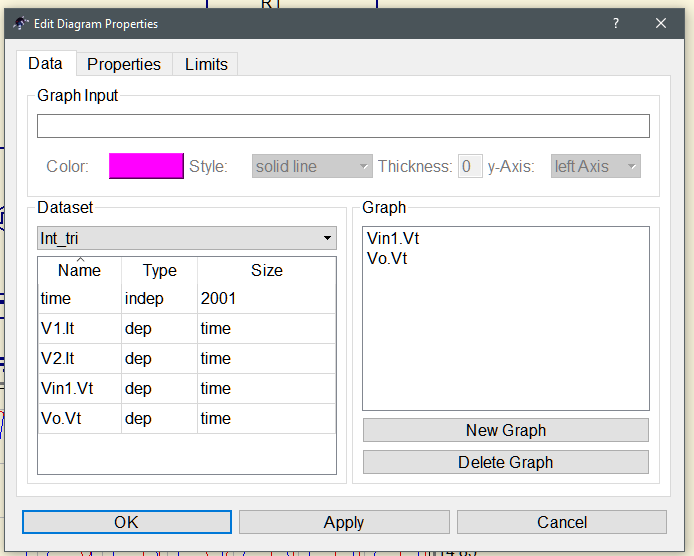 R
Edit Diagram Properties
Data Properties Limits
Graph Input
Color: Style: solid line Thickness: 0 y-Axis: left Axis
Dataset
Int_tri
Name Type Size
time indep 2001
V1.It dep time
V2.It dep time
Vin1.Vt dep time
Vo.Vt dep time
Graph
Vin1.Vt
Vo.Vt
New Graph
Delete Graph
OK Apply Cancel